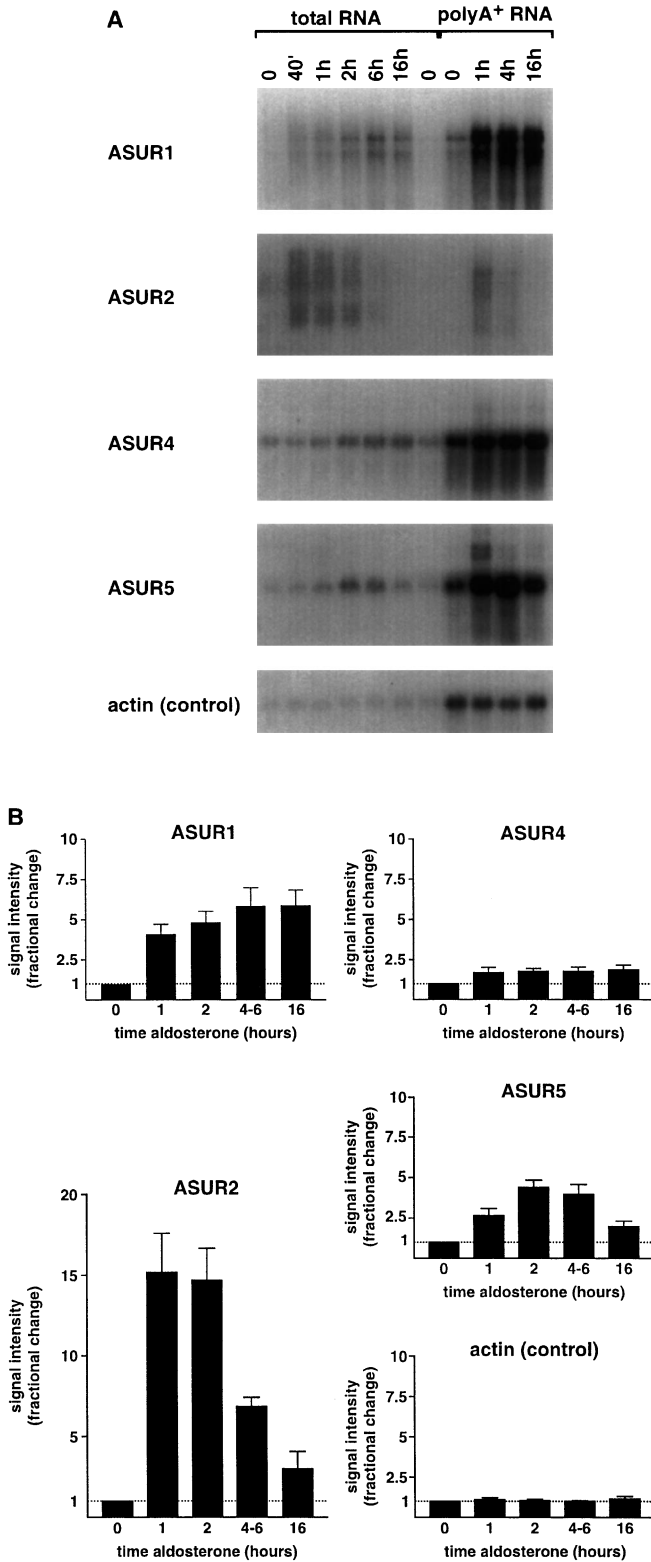 A
total RNA polyA+ RNA
0 40' 1h 2h 6h 16h 0 0 1h 4h 16h
ASUR1
ASUR2
ASUR4
ASUR5
actin (control)
B
ASUR1
signal intensity
(fractional change)
10
7.5
5
2.5
1
0 1 2 4-6 16
time aldosterone (hours)
ASUR4
signal intensity
(fractional change)
10
7.5
5
2.5
1
0 1 2 4-6 16
time aldosterone (hours)
ASUR2
signal intensity
(fractional change)
20
15
10
5
1
0 1 2 4-6 16
time aldosterone (hours)
ASUR5
signal intensity
(fractional change)
10
7.5
5
2.5
1
0 1 2 4-6 16
time aldosterone (hours)
actin (control)
signal intensity
(fractional change)
10
7.5
5
2.5
1
0 1 2 4-6 16
time aldosterone (hours)